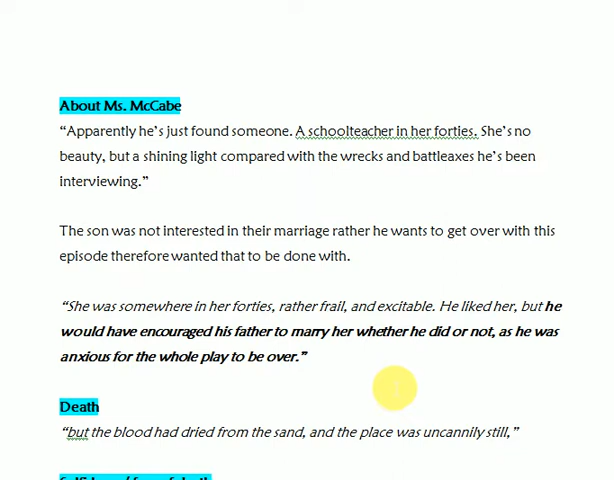 About Ms. McCabe
“Apparently he’s just found someone. A schoolteacher in her forties. She’s no
beauty, but a shining light compared with the wrecks and battleaxes he’s been
interviewing.”
The son was not interested in their marriage rather he wants to get over with this
episode therefore wanted that to be done with.
“She was somewhere in her forties, rather frail, and excitable. He liked her, but he
would have encouraged his father to marry her whether he did or not, as he was
anxious for the whole play to be over.”
Death
“but the blood had dried from the sand, and the place was uncannily still,”